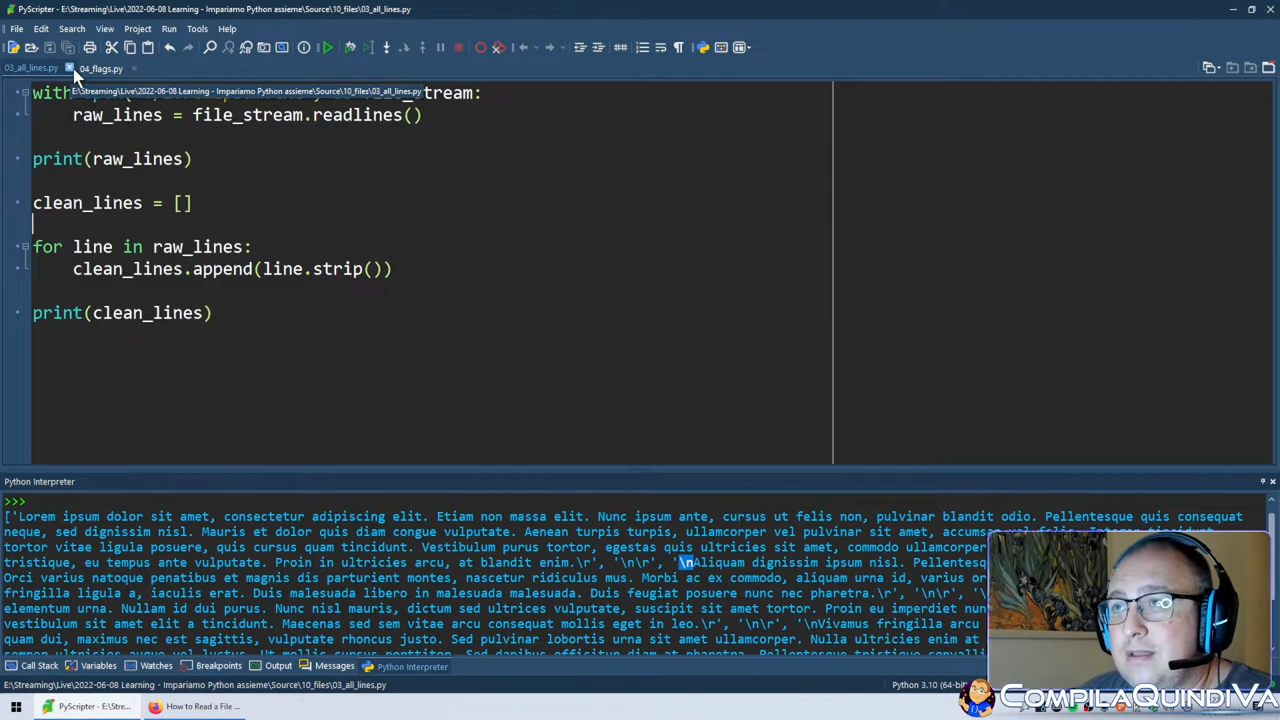 PyScripter - E:\Streaming\Live\2022-06-08 Learning - Impariamo Python assieme\Source\10_files\03_all_lines.py
File Edit Search View Project Run Tools Help
03_all_lines.py 04_flags.py
E:\Streaming\Live\2022-06-08 Learning - Impariamo Python assieme\Source\10_files\03_all_lines.py
with stream:
raw_lines = file_stream.readlines()
print(raw_lines)
clean_lines = []
for line in raw_lines:
clean_lines.append(line.strip())
print(clean_lines)
Python Interpreter
>>>
['Lorem ipsum dolor sit amet, consectetur adipiscing elit. Etiam non massa elit. Nunc ipsum ante, cursus ut felis non, pulvinar blandit odio. Pellentesque quis consequat
neque, sed dignissim nisl. Mauris et dolor quis diam congue vulputate. Aenean turpis turpis, ullamcorper vel pulvinar vitae, accumsan
tortor vitae ligula posuere, quis cursus quam tincidunt. Vestibulum purus tortor, egestas quis ultricies sit amet, commodo ullamcorper
tristique, eu tempus ante vulputate. Proin in ultricies arcu, at blandit enim.\r', '\n\r', '\nAliquam dignissim ipsum nisl. Pellentesq
Orci varius natoque penatibus et magnis dis parturient montes, nascetur ridiculus mus. Morbi ac ex commodo, aliquam urna id, varius or
fringilla ligula a, iaculis erat. Duis malesuada libero in malesuada malesuada. Duis feugiat posuere nunc nec pharetra.\r', '\n\r', '\
elementum urna. Nullam id dui purus. Nunc nisl mauris, dictum sed ultrices vulputate, suscipit sit amet tortor. Proin eu imperdiet nun
vestibulum sit amet elit a tincidunt. Maecenas sed sem vitae arcu consequat mollis eget in leo.\r', '\n\r', '\nVivamus fringilla arcu
quam dui, maximus nec est sagittis, vulputate rhoncus justo. Sed pulvinar lobortis urna sit amet ullamcorper. Nulla ultricies enim at
Call Stack Variables Watches Breakpoints Output Messages Python Interpreter
E:\Streaming\Live\2022-06-08 Learning - Impariamo Python assieme\Source\10_files\03_all_lines.py Python 3.10 (64-bit)
PyScripter - E:\Stre... How to Read a File ...
COMPILAQUINDIVA